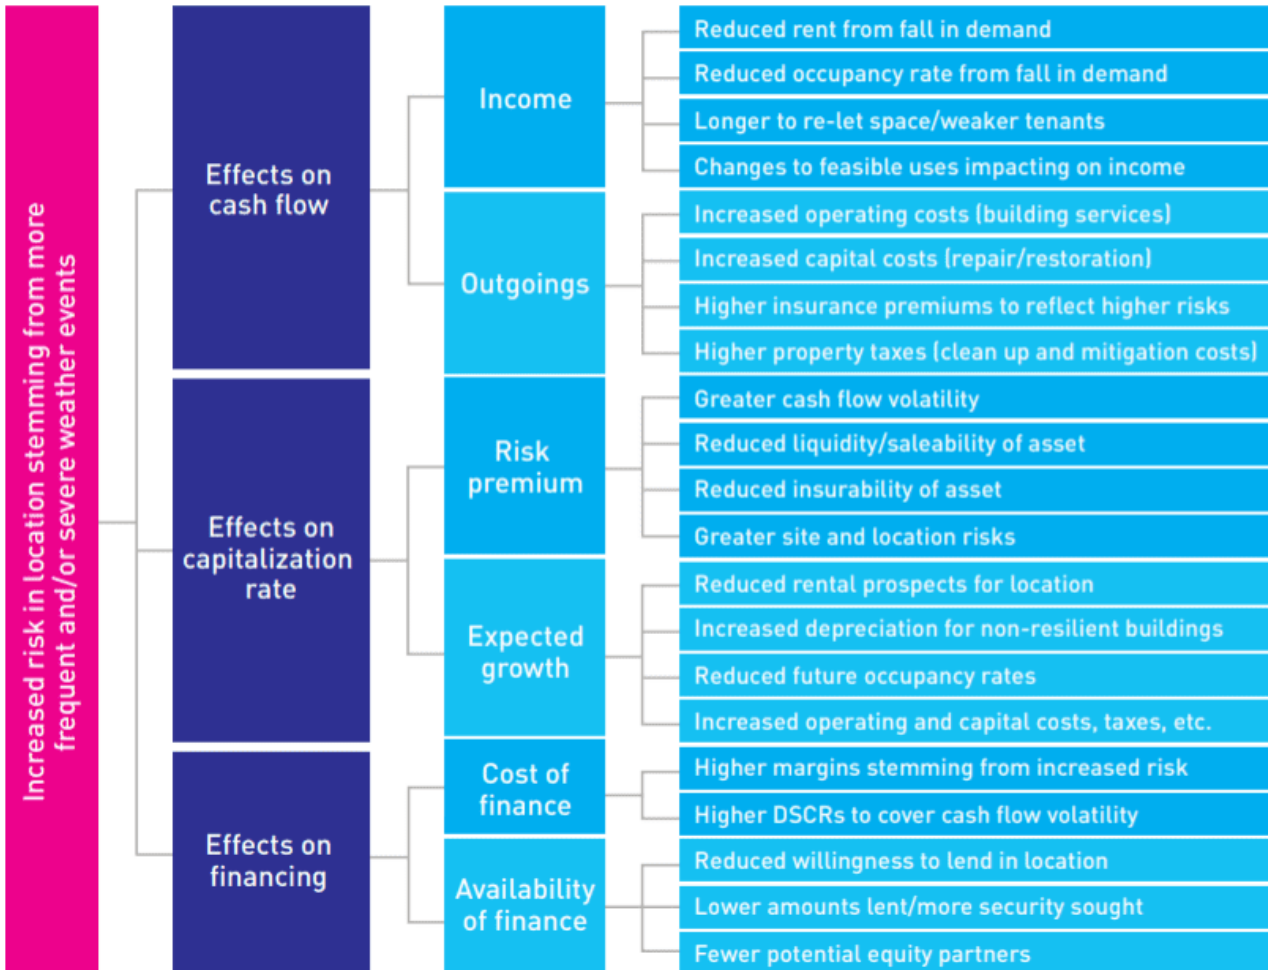 Increased risk in location stemming from more
frequent and/or severe weather events
Effects on
cash flow
Income
Reduced rent from fall in demand
Reduced occupancy rate from fall in demand
Longer to re-let space/weaker tenants
Changes to feasible uses impacting on income
Outgoings
Increased operating costs (building services)
Increased capital costs (repair/restoration)
Higher insurance premiums to reflect higher risks
Higher property taxes (clean up and mitigation costs)
Effects on
capitalization
rate
Risk
premium
Greater cash flow volatility
Reduced liquidity/saleability of asset
Reduced insurability of asset
Greater site and location risks
Expected
growth
Reduced rental prospects for location
Increased depreciation for non-resilient buildings
Reduced future occupancy rates
Increased operating and capital costs, taxes, etc.
Effects on
financing
Cost of
finance
Higher margins stemming from increased risk
Higher DSCRs to cover cash flow volatility
Availability
of finance
Reduced willingness to lend in location
Lower amounts lent/more security sought
Fewer potential equity partners